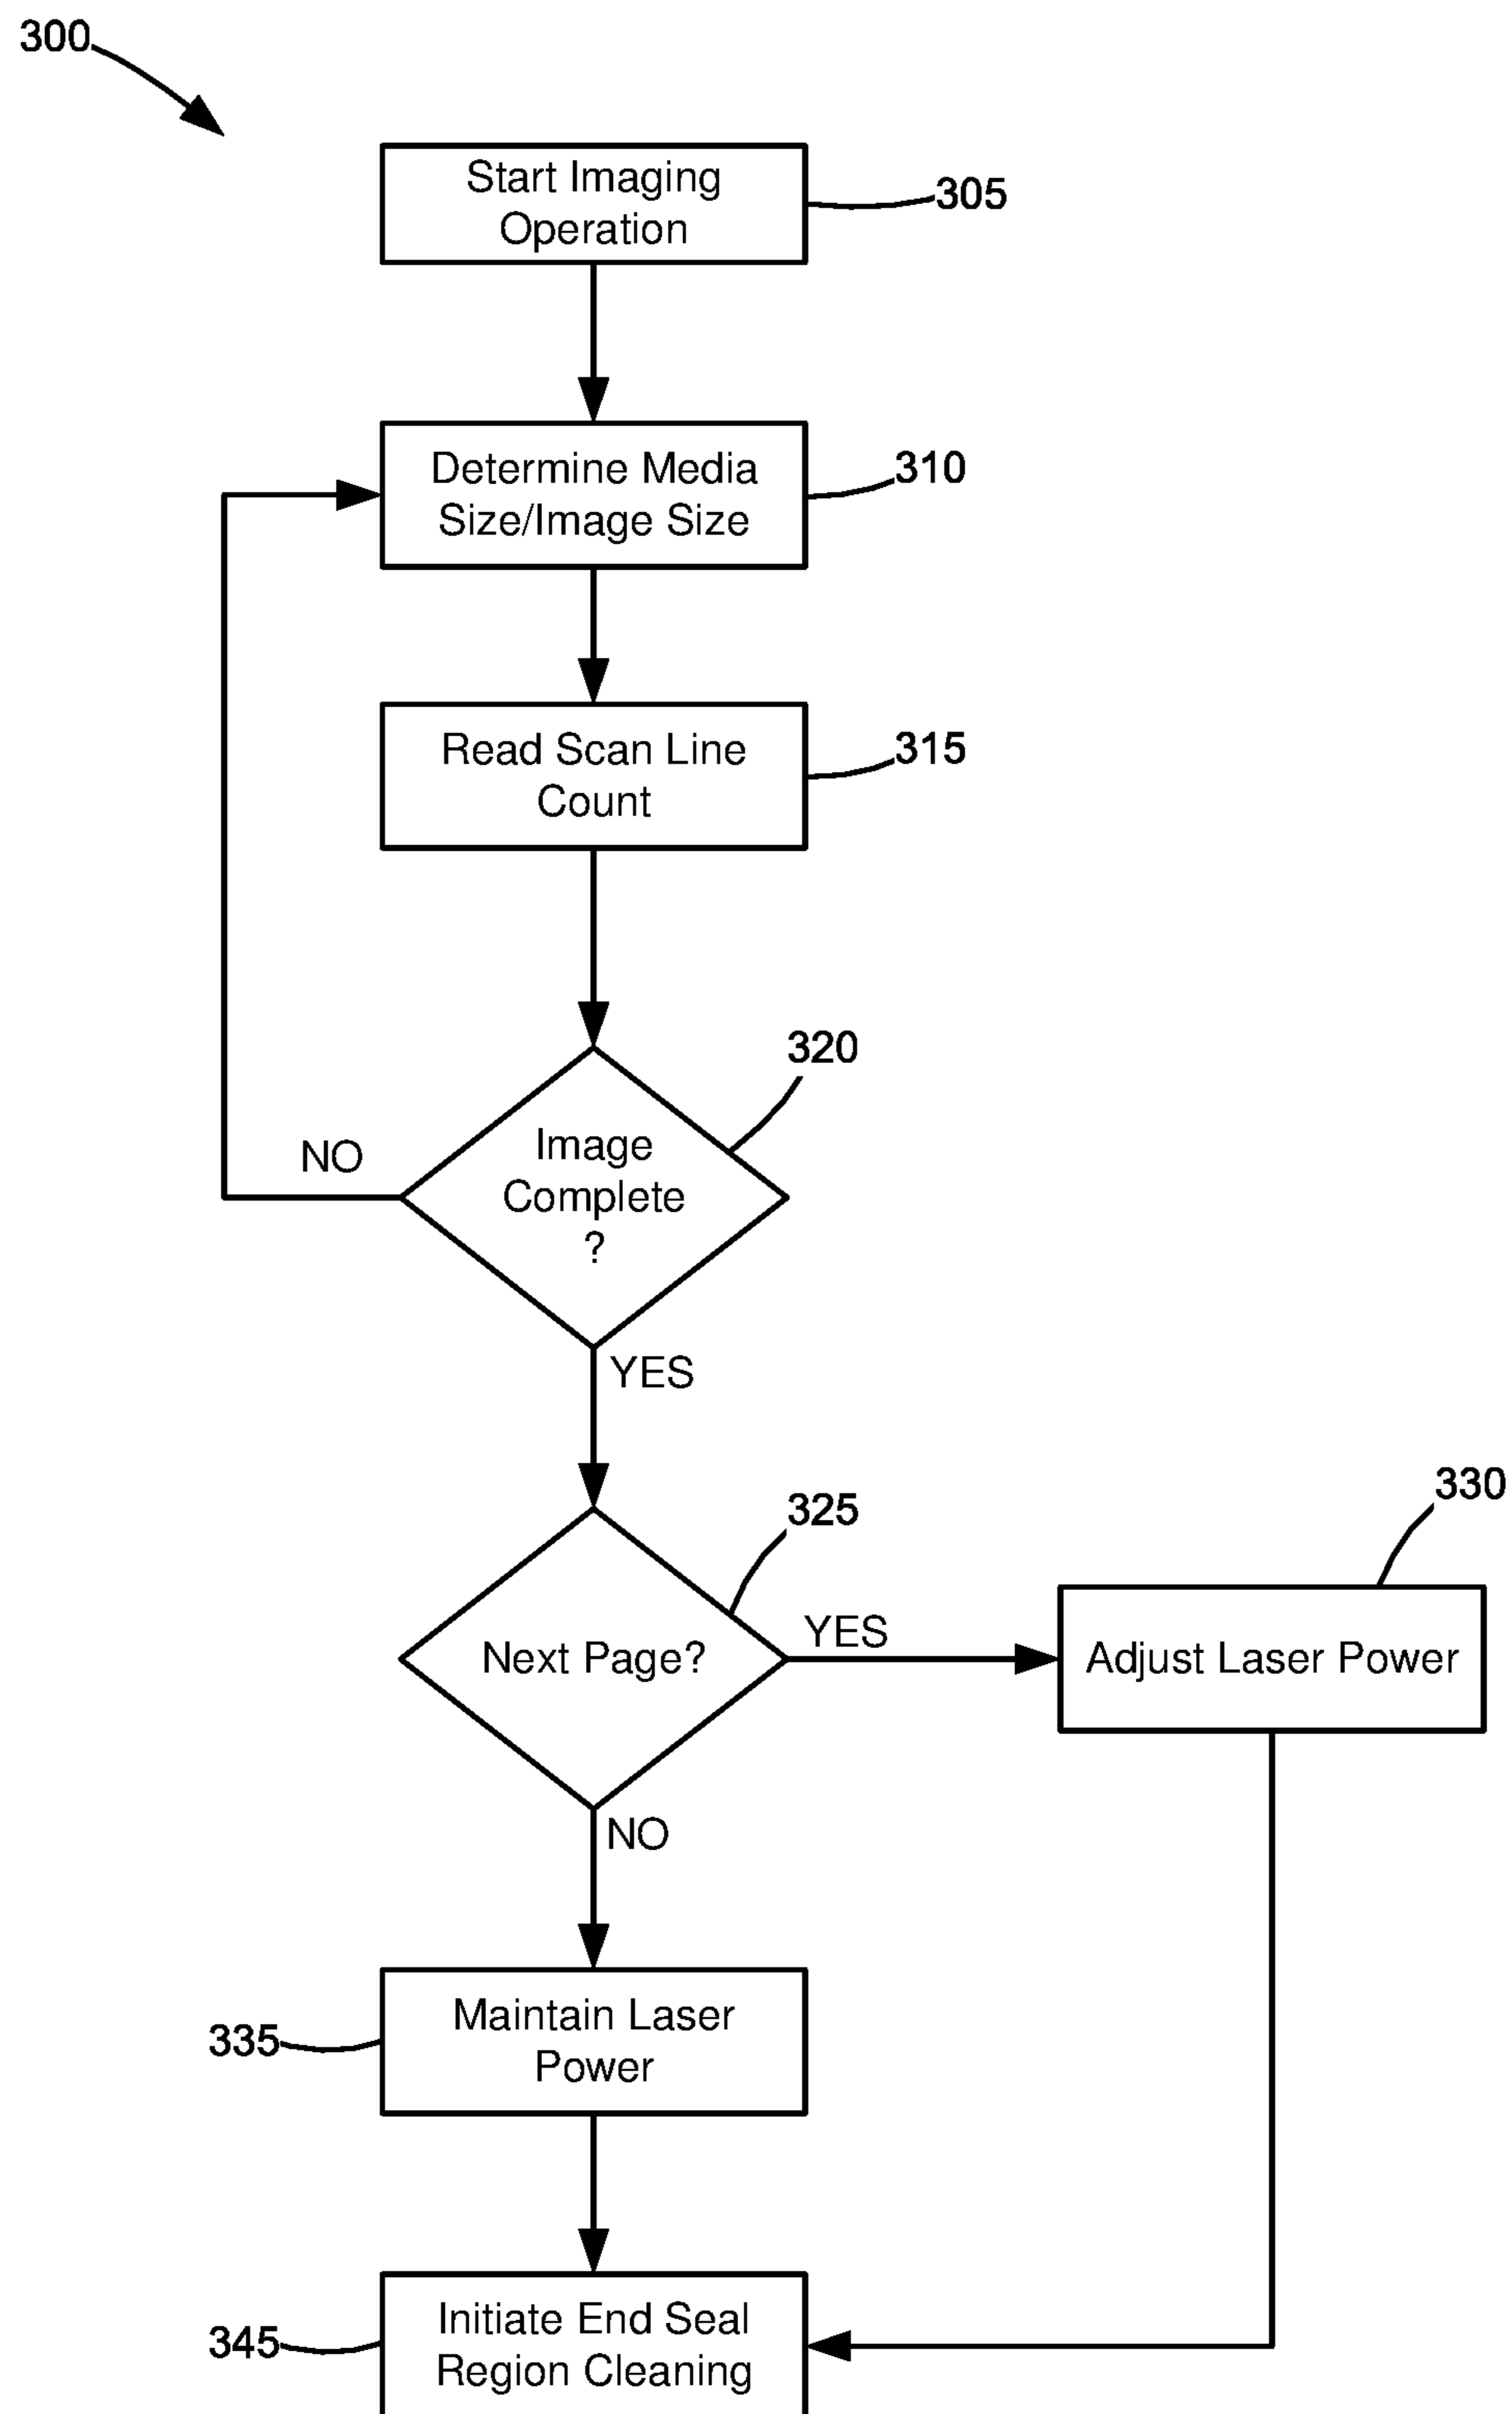 300
Start Imaging
Operation
305
Determine Media
Size/Image Size
310
Read Scan Line
Count
315
320
Image
Complete
?
NO
YES
325
330
Next Page?
YES
Adjust Laser Power
NO
Maintain Laser
Power
335
Initiate End Seal
Region Cleaning
345